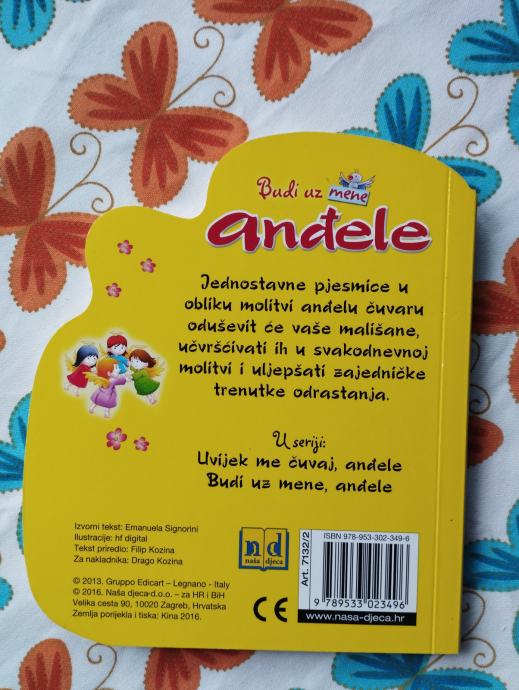 Budi uz mene
anđele
Jednostavne pjesmice u
obliku molitvi anđelu čuvaru
oduševit će vaše mališane,
učvršćivati ih u svakodnevnoj
molitvi i uljepšati zajedničke
trenutke odrastanja.
U seriji:
Uvijek me čuvaj, anđele
Budi uz mene, anđele
Izvorni tekst: Emanuela Signorini
Ilustracije: hf digital
Tekst priredio: Filip Kozina
Za nakladnika: Drago Kozina
© 2013. Gruppo Edicart – Legnano - Italy
© 2016. Naša djeca d.o.o. – za HR i BiH
Velika cesta 90, 10020 Zagreb, Hrvatska
Zemlja porijekla i tiska: Kina 2016.
nd
naša djeca
CE
Art. 7132/2
ISBN 978-953-302-349-6
9 789533 023496
www.nasa-djeca.hr